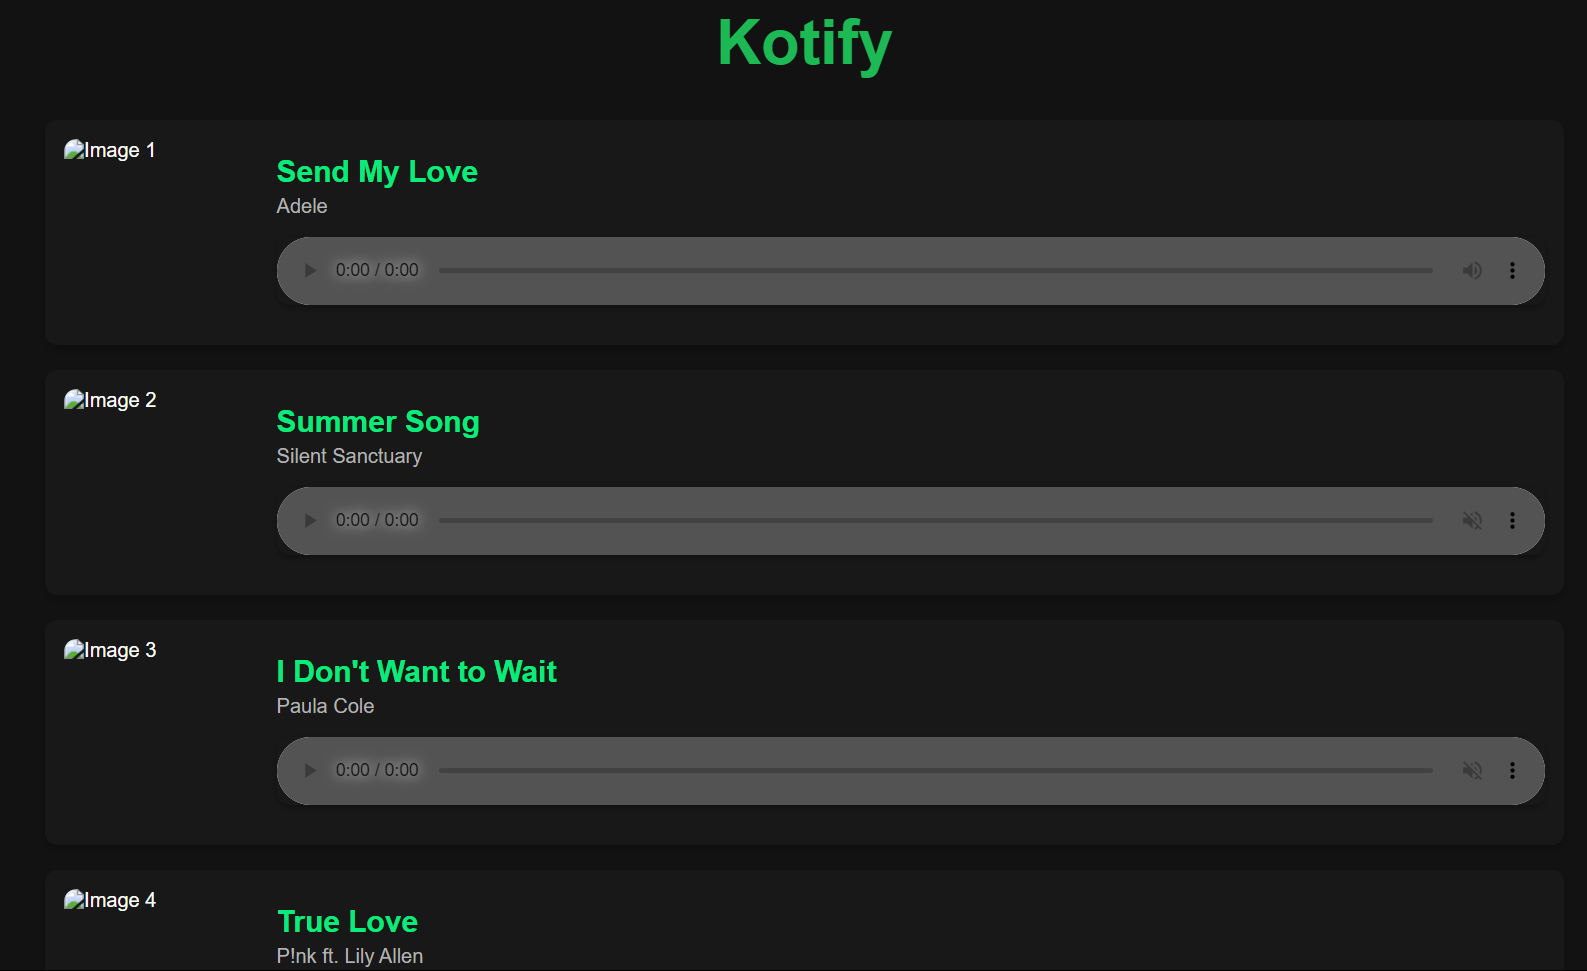 Kotify
Image 1
Send My Love
Adele
0:00 / 0:00
Image 2
Summer Song
Silent Sanctuary
0:00 / 0:00
Image 3
I Don't Want to Wait
Paula Cole
0:00 / 0:00
Image 4
True Love
P!nk ft. Lily Allen